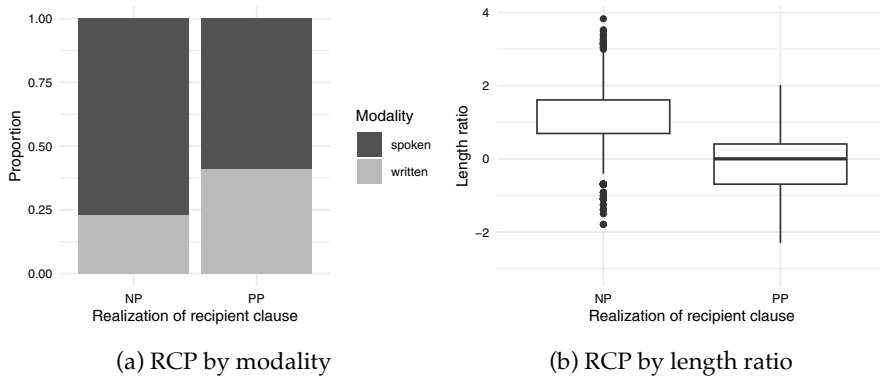 1.00
0.75
0.50
0.25
0.00
Proportion
NP
PP
Realization of recipient clause
Modality
spoken
written
(a) RCP by modality
4
2
0
−2
Length ratio
NP
PP
Realization of recipient clause
(b) RCP by length ratio